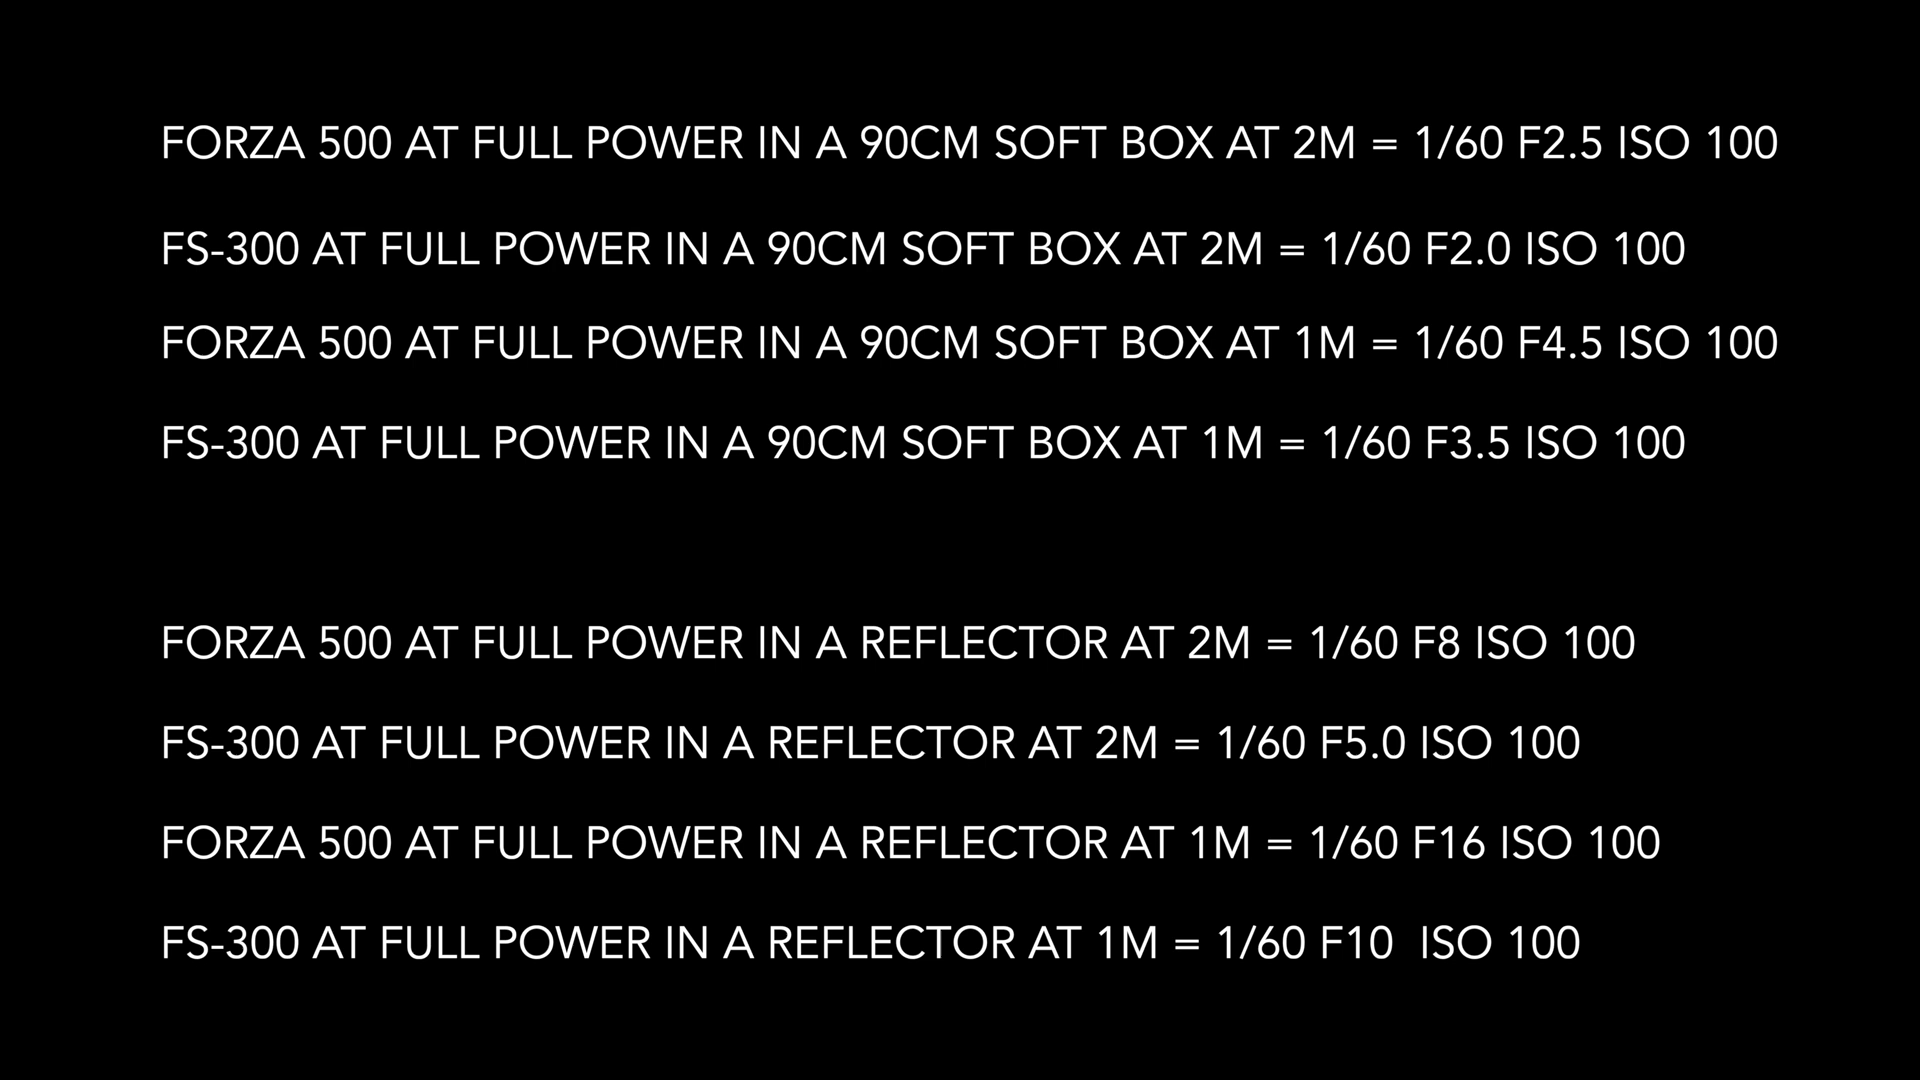 FORZA 500 AT FULL POWER IN A 90CM SOFT BOX AT 2M = 1/60 F2.5 ISO 100
FS-300 AT FULL POWER IN A 90CM SOFT BOX AT 2M = 1/60 F2.0 ISO 100
FORZA 500 AT FULL POWER IN A 90CM SOFT BOX AT 1M = 1/60 F4.5 ISO 100
FS-300 AT FULL POWER IN A 90CM SOFT BOX AT 1M = 1/60 F3.5 ISO 100
FORZA 500 AT FULL POWER IN A REFLECTOR AT 2M = 1/60 F8 ISO 100
FS-300 AT FULL POWER IN A REFLECTOR AT 2M = 1/60 F5.0 ISO 100
FORZA 500 AT FULL POWER IN A REFLECTOR AT 1M = 1/60 F16 ISO 100
FS-300 AT FULL POWER IN A REFLECTOR AT 1M = 1/60 F10  ISO 100